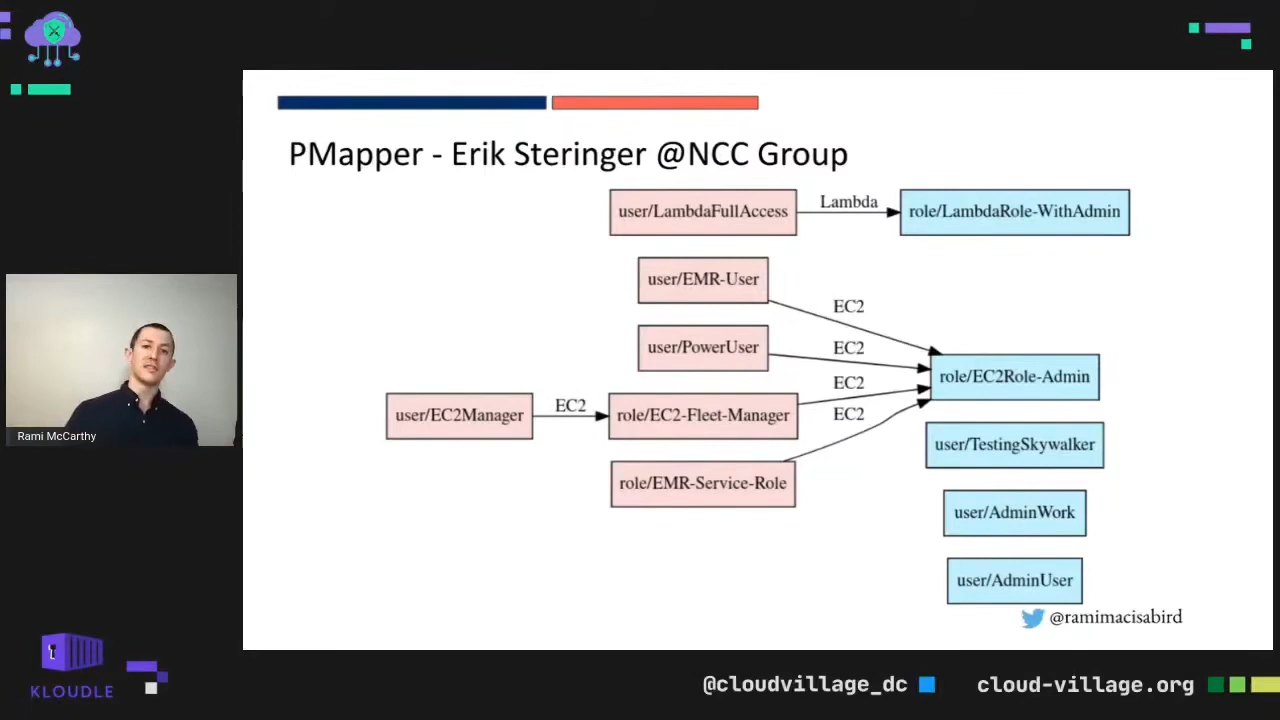 PMapper - Erik Steringer @NCC Group
user/LambdaFullAccess
Lambda
role/LambdaRole-WithAdmin
user/EMR-User
EC2
user/PowerUser
EC2
role/EC2Role-Admin
EC2
user/EC2Manager
EC2
role/EC2-Fleet-Manager
EC2
user/TestingSkywalker
role/EMR-Service-Role
user/AdminWork
user/AdminUser
@ramimacisabird
Rami McCarthy
KLOUDLE
@cloudvillage_dc
cloud-village.org